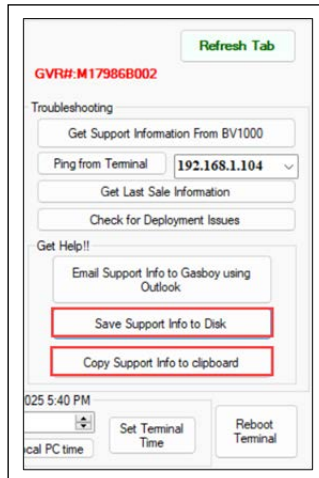 Refresh Tab
GVR#:M17986B002
Troubleshooting
Get Support Information From BV1000
Ping from Terminal
192.168.1.104
Get Last Sale Information
Check for Deployment Issues
Get Help!!
Email Support Info to Gasboy using
Outlook
Save Support Info to Disk
Copy Support Info to clipboard
025 5:40 PM
Set Terminal
Time
Reboot
Terminal
cal PC time